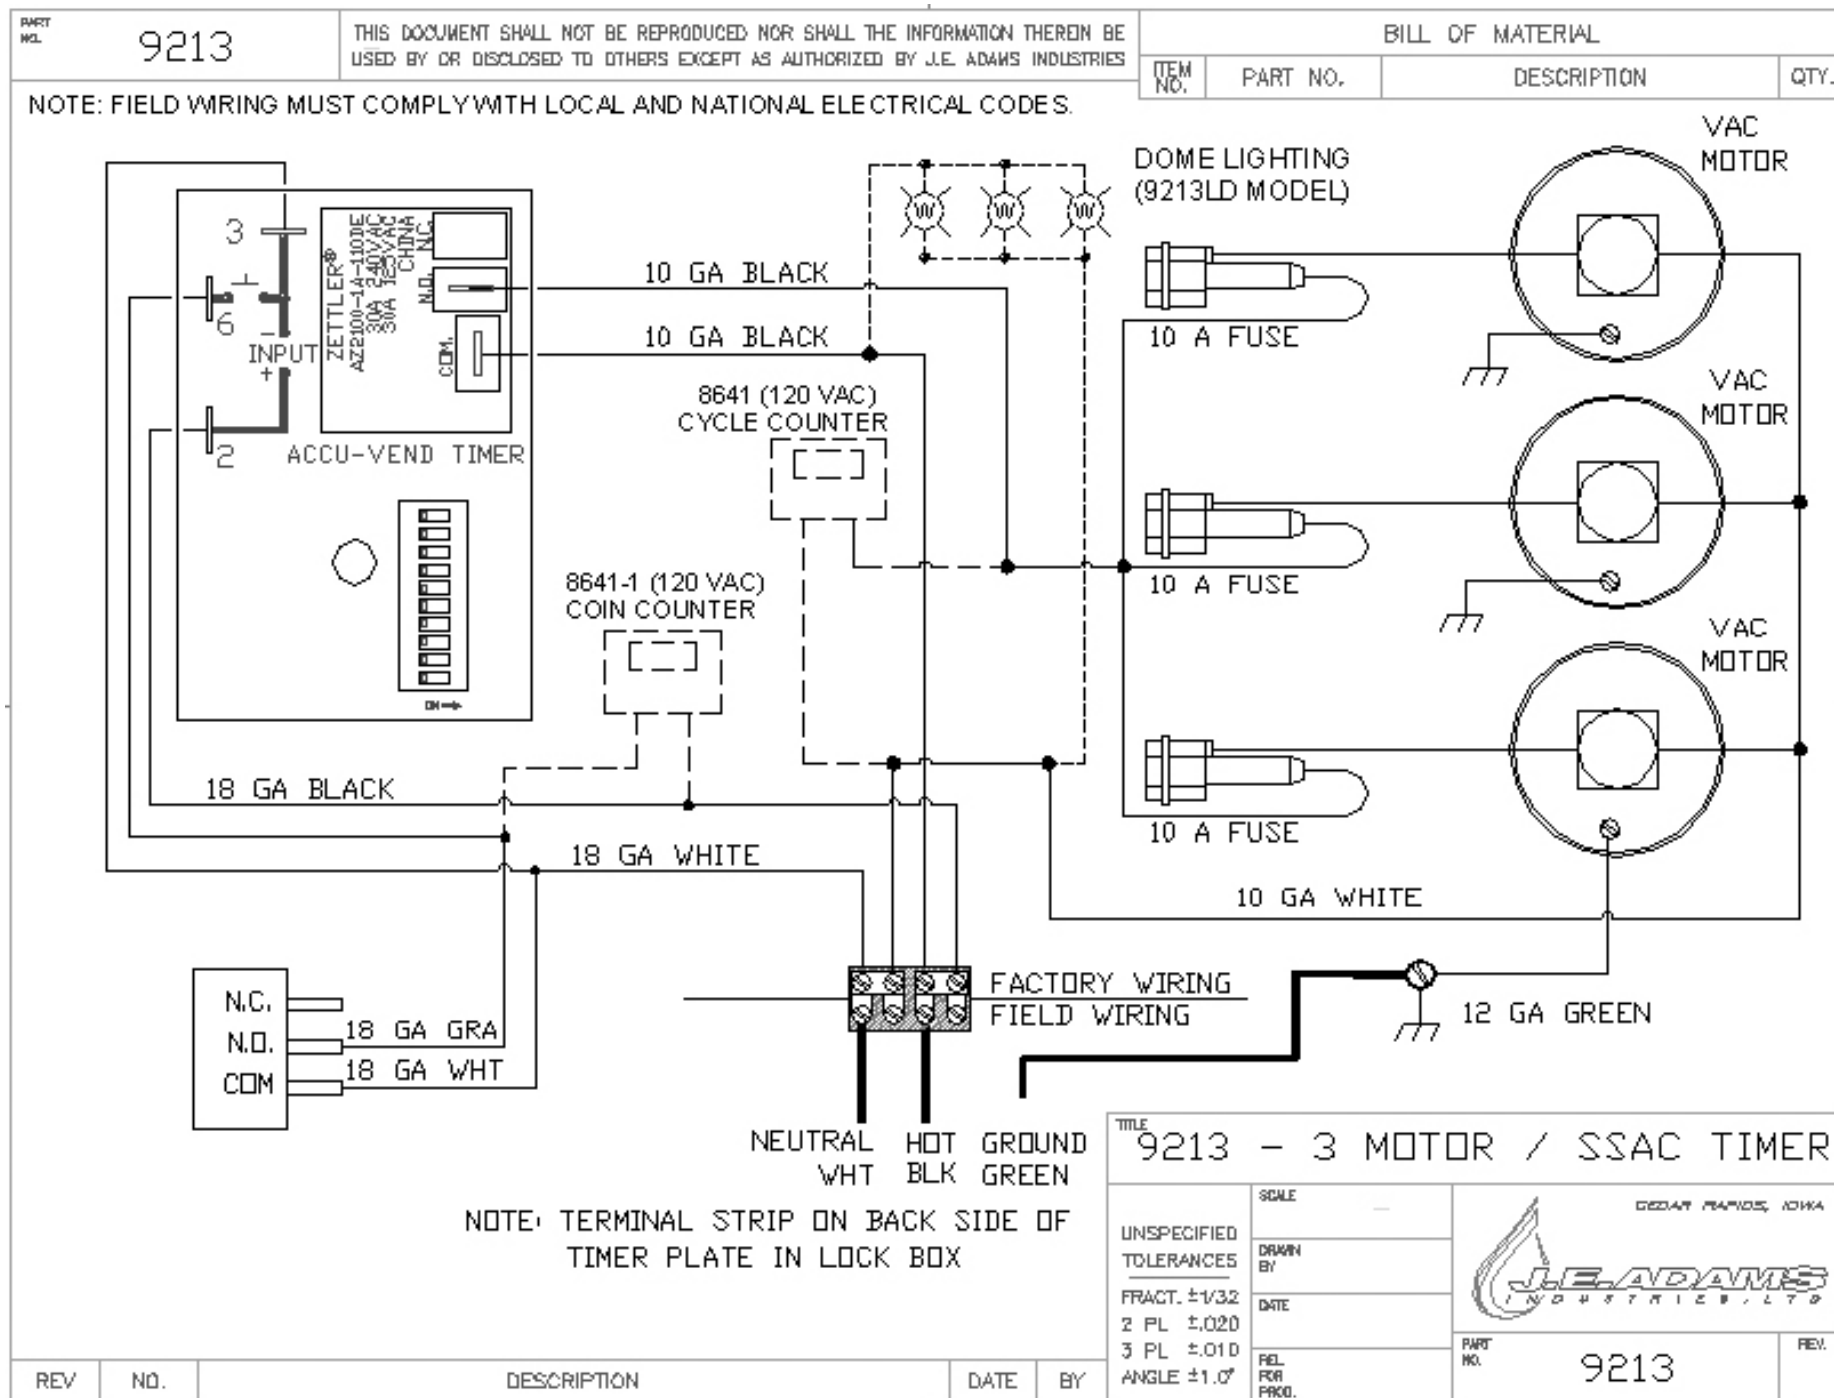 PART
NO.
9213
THIS DOCUMENT SHALL NOT BE REPRODUCED NOR SHALL THE INFORMATION THEREIN BE
USED BY OR DISCLOSED TO OTHERS EXCEPT AS AUTHORIZED BY J.E. ADAMS INDUSTRIES
BILL OF MATERIAL
ITEM
NO.
PART NO.
DESCRIPTION
QTY.
NOTE: FIELD WIRING MUST COMPLY WITH LOCAL AND NATIONAL ELECTRICAL CODES.
DOME LIGHTING
(9213LD MODEL)
VAC
MOTOR
W
W
W
3
6
2
INPUT
-
+
ZETTLER®
AZ2100-1A-110DE
30A 240VAC
30A 125VAC
CHINA
N.C.
N.O.
COM.
ACCU-VEND TIMER
ON
10 GA BLACK
10 GA BLACK
10 A FUSE
8641 (120 VAC)
CYCLE COUNTER
VAC
MOTOR
10 A FUSE
8641-1 (120 VAC)
COIN COUNTER
VAC
MOTOR
10 A FUSE
18 GA BLACK
18 GA WHITE
10 GA WHITE
N.C.
N.O.
COM
18 GA GRA
18 GA WHT
FACTORY WIRING
FIELD WIRING
12 GA GREEN
NEUTRAL
WHT
HOT
BLK
GROUND
GREEN
NOTE: TERMINAL STRIP ON BACK SIDE OF
TIMER PLATE IN LOCK BOX
TITLE
9213 - 3 MOTOR / SSAC TIMER
UNSPECIFIED
TOLERANCES
FRACT. ±1/32
2 PL ±.020
3 PL ±.010
ANGLE ±1.0°
SCALE
DRAWN
BY
DATE
REL
FOR
PROD.
CEDAR RAPIDS, IOWA
J.E.ADAMS
INDUSTRIES, LTD
PART
NO.
9213
REV.
REV
NO.
DESCRIPTION
DATE
BY